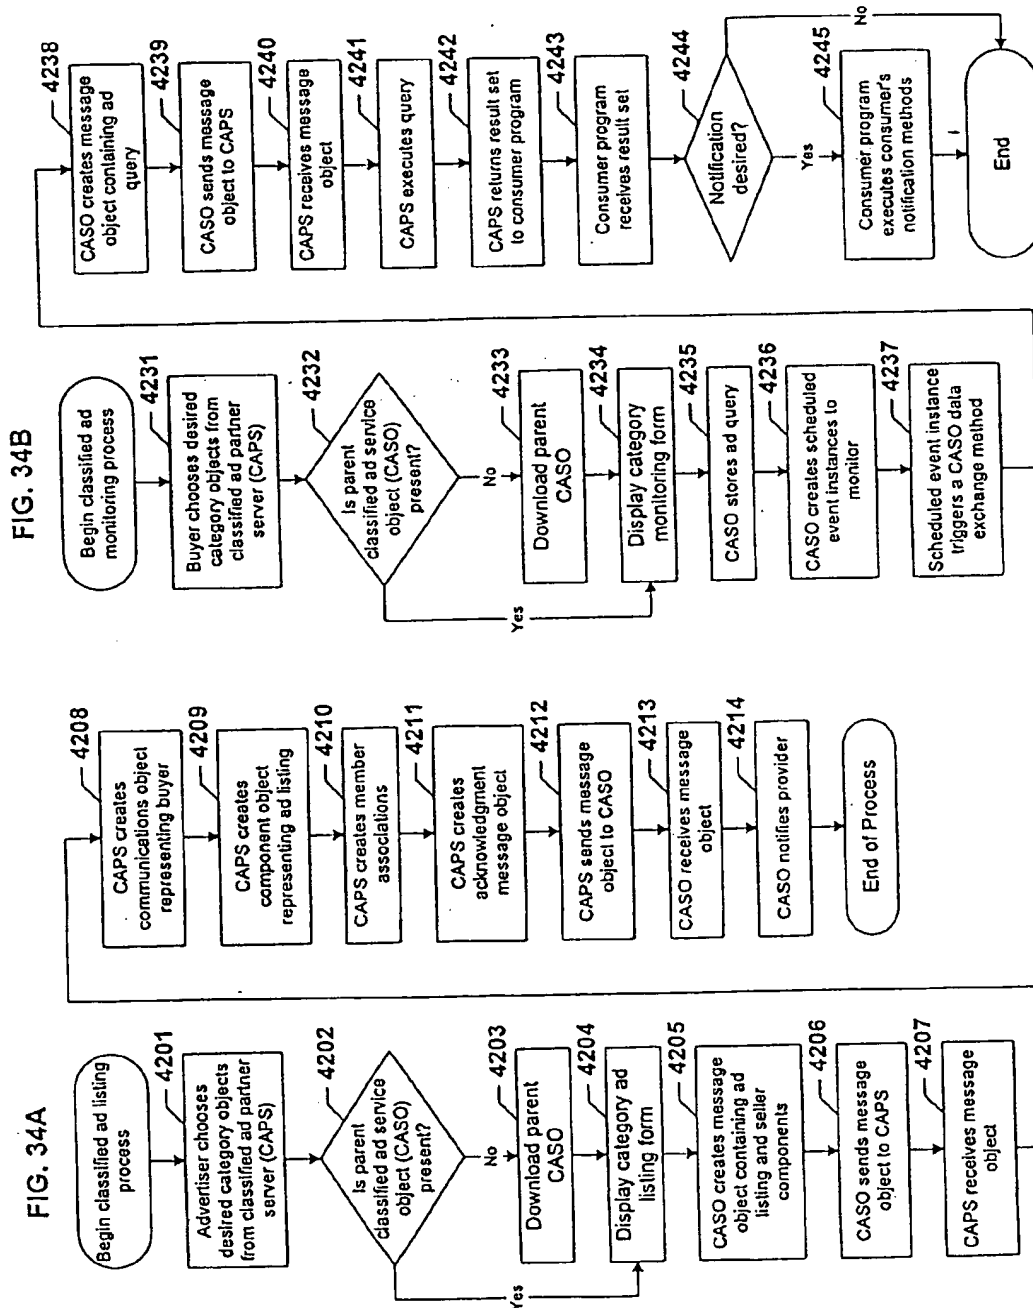 FIG. 34A
Begin classified ad listing
process
4201
Advertiser chooses
desired category objects
from classified ad partner
server (CAPS)
4202
Is parent
classified ad service
object (CASO)
present?
Yes
No
4203
Download parent
CASO
4204
Display category ad
listing form
4205
CASO creates message
object containing ad
listing and seller
components
4206
CASO sends message
object to CAPS
4207
CAPS receives message
object
4208
CAPS creates
communications object
representing buyer
4209
CAPS creates
component object
representing ad listing
4210
CAPS creates member
associations
4211
CAPS creates
acknowledgment
message object
4212
CAPS sends message
object to CASO
4213
CASO receives message
object
4214
CASO notifies provider
End of Process
FIG. 34B
Begin classified ad
monitoring process
4231
Buyer chooses desired
category objects from
classified ad partner
server (CAPS)
4232
Is parent
classified ad service
object (CASO)
present?
Yes
No
4233
Download parent
CASO
4234
Display category
monitoring form
4235
CASO stores ad query
4236
CASO creates scheduled
event instances to
monitor
4237
Scheduled event instance
triggers a CASO data
exchange method
4238
CASO creates message
object containing ad
query
4239
CASO sends message
object to CAPS
4240
CAPS receives message
object
4241
CAPS executes query
4242
CAPS returns result set
to consumer program
4243
Consumer program
receives result set
4244
Notification
desired?
No
Yes
4245
Consumer program
executes consumer's
notification methods
End